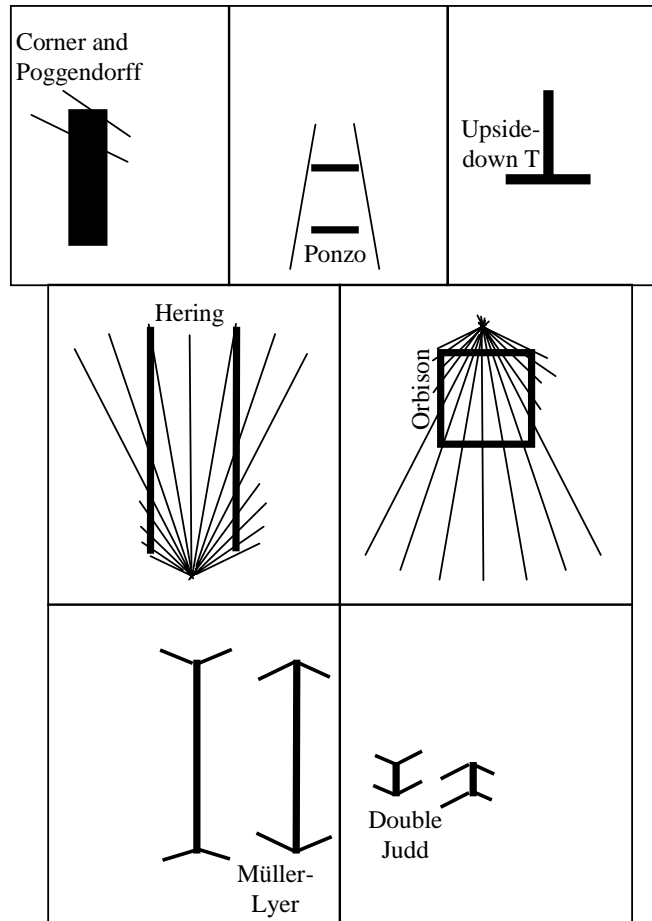 Corner and
Poggendorff
Ponzo
Upside-
down T
Hering
Orbison
Müller-
Lyer
Double
Judd